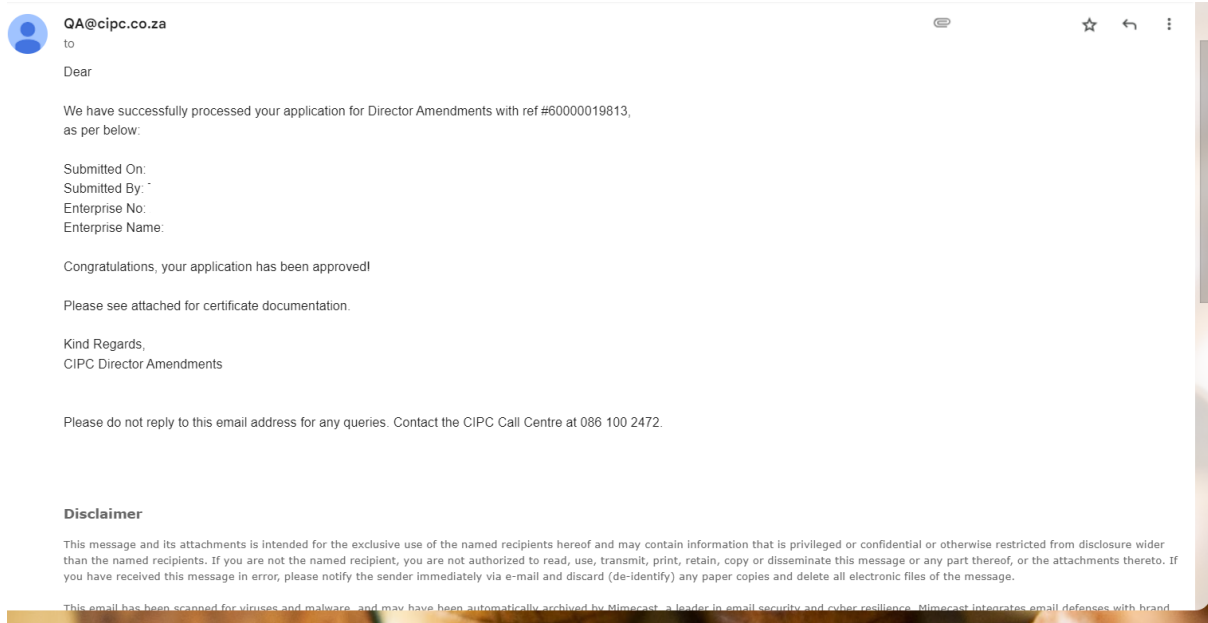 QA@cipc.co.za
to
Dear
We have successfully processed your application for Director Amendments with ref #60000019813,
as per below:
Submitted On:
Submitted By:
Enterprise No:
Enterprise Name:
Congratulations, your application has been approved!
Please see attached for certificate documentation.
Kind Regards,
CIPC Director Amendments
Please do not reply to this email address for any queries. Contact the CIPC Call Centre at 086 100 2472.
Disclaimer
This message and its attachments is intended for the exclusive use of the named recipients hereof and may contain information that is privileged or confidential or otherwise restricted from disclosure wider
than the named recipients. If you are not the named recipient, you are not authorized to read, use, transmit, print, retain, copy or disseminate this message or any part thereof, or the attachments thereto. If
you have received this message in error, please notify the sender immediately via e-mail and discard (de-identify) any paper copies and delete all electronic files of the message.
This email has been scanned for viruses and malware, and may have been automatically archived by Mimecast, a leader in email security and cyber resilience. Mimecast integrates email defenses with brand